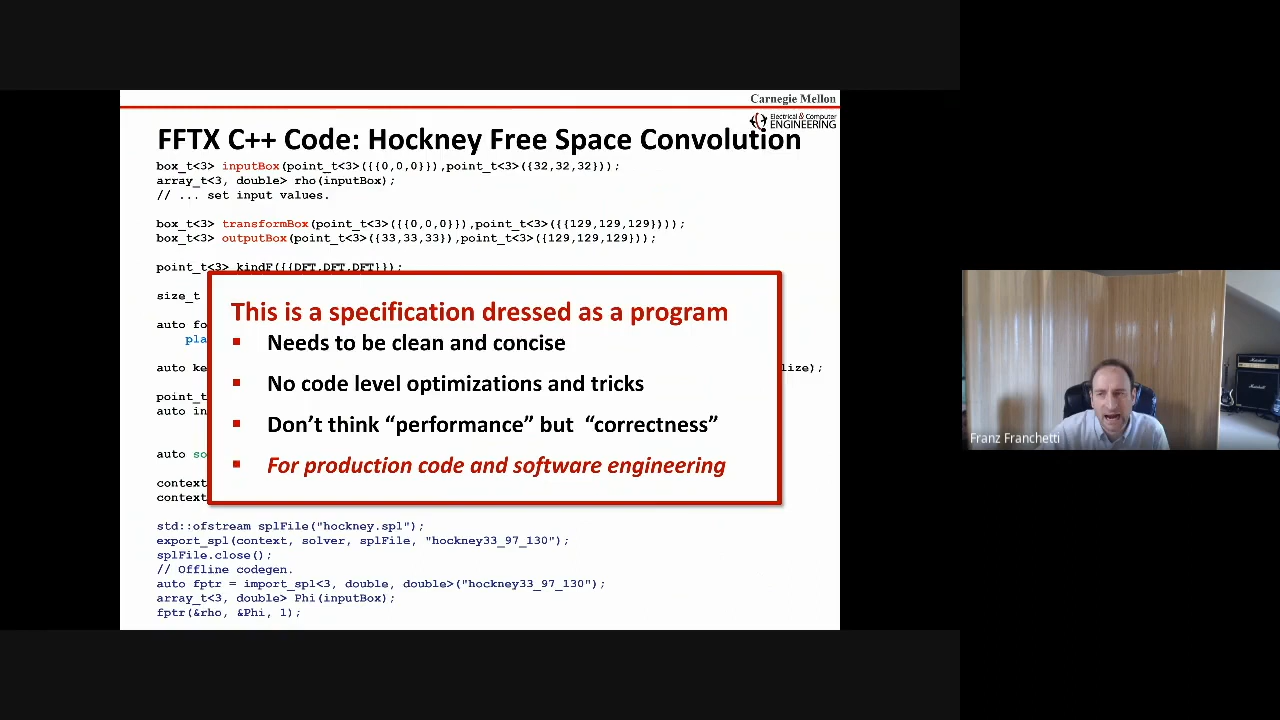 Carnegie Mellon
Electrical & Computer
ENGINEERING
FFTX C++ Code: Hockney Free Space Convolution
box_t<3> inputBox(point_t<3>({{0,0,0}}),point_t<3>({32,32,32}));
array_t<3, double> rho(inputBox);
// ... set input values.
box_t<3> transformBox(point_t<3>({{0,0,0}}),point_t<3>({{129,129,129}}));
box_t<3> outputBox(point_t<3>({33,33,33}),point_t<3>({129,129,129}));
point_t<3> kindF({{DFT,DFT,DFT}});
size_t
auto fo
pla
auto ke lize);
point_t
auto in
auto so
context
context
This is a specification dressed as a program
▪ Needs to be clean and concise
▪ No code level optimizations and tricks
▪ Don’t think “performance” but “correctness”
▪ For production code and software engineering
std::ofstream splFile("hockney.spl");
export_spl(context, solver, splFile, "hockney33_97_130");
splFile.close();
// Offline codegen.
auto fptr = import_spl<3, double, double>("hockney33_97_130");
array_t<3, double> Phi(inputBox);
fptr(&rho, &Phi, 1);
Franz Franchetti
Marshall
Marshall